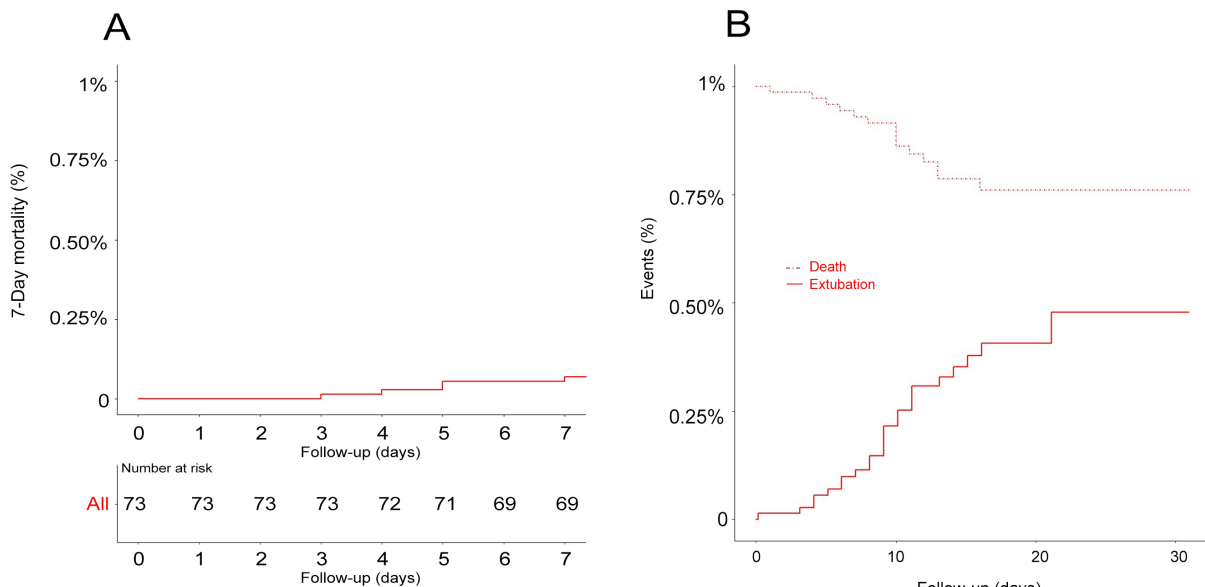 A
1%
0.75%
0.50%
0.25%
0
7-Day mortality (%)
0 1 2 3 4 5 6 7
Follow-up (days)
Number at risk
All 73 73 73 73 72 71 69 69
0 1 2 3 4 5 6 7
Follow-up (days)
B
1%
0.75%
0.50%
0.25%
0
Events (%)
Death
Extubation
0 10 20 30
Follow-up (days)